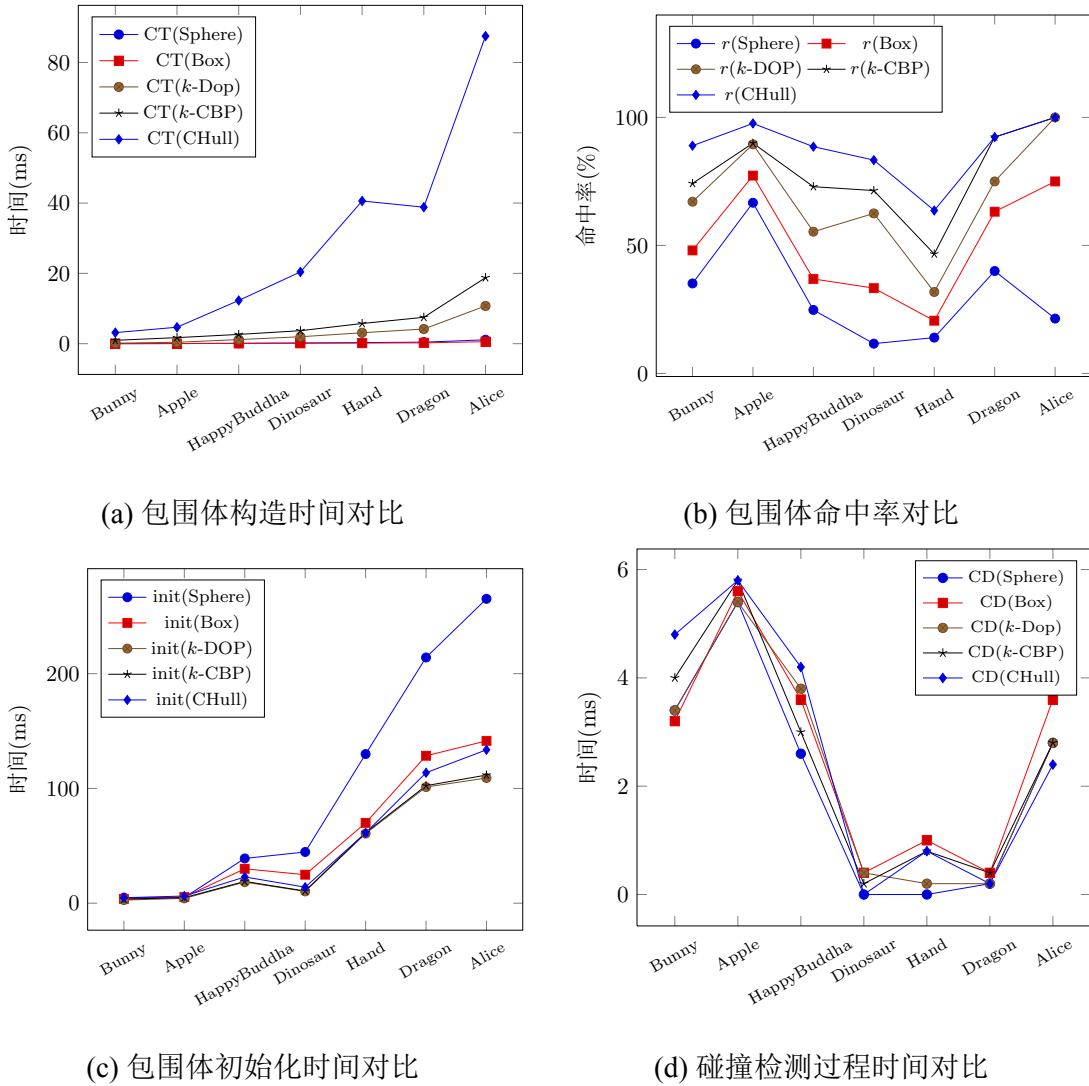 80
60
40
20
0
时间(ms)
CT(Sphere)
CT(Box)
CT(k-Dop)
CT(k-CBP)
CT(CHull)
Bunny
Apple
HappyBuddha
Dinosaur
Hand
Dragon
Alice
(a) 包围体构造时间对比
100
50
0
命中率(%)
r(Sphere) r(Box)
r(k-DOP) r(k-CBP)
r(CHull)
Bunny
Apple
HappyBuddha
Dinosaur
Hand
Dragon
Alice
(b) 包围体命中率对比
200
100
0
时间(ms)
init(Sphere)
init(Box)
init(k-DOP)
init(k-CBP)
init(CHull)
Bunny
Apple
HappyBuddha
Dinosaur
Hand
Dragon
Alice
(c) 包围体初始化时间对比
6
4
2
0
时间(ms)
CD(Sphere)
CD(Box)
CD(k-Dop)
CD(k-CBP)
CD(CHull)
Bunny
Apple
HappyBuddha
Dinosaur
Hand
Dragon
Alice
(d) 碰撞检测过程时间对比